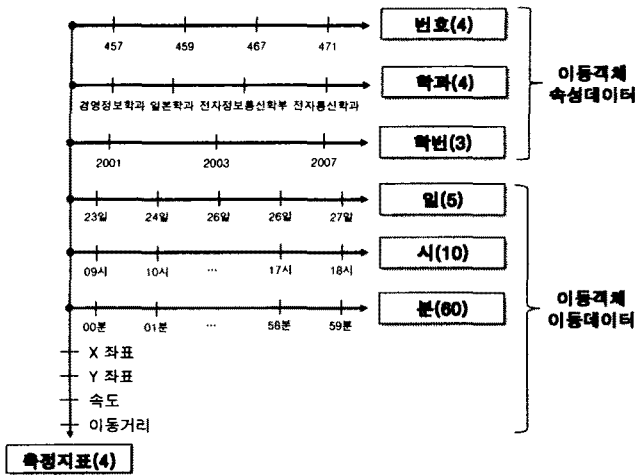 번호(4)
457 459 467 471
학과(4)
경영정보학과 일본학과 전자정보통신학부 전자통신학과
이동객체
속성데이터
학번(3)
2001 2003 2007
일(5)
23일 24일 26일 26일 27일
시(10)
09시 10시 ... 17시 18시
이동객체
이동데이터
분(60)
00분 01분 ... 58분 59분
X 좌표
Y 좌표
속도
이동거리
측정지표(4)